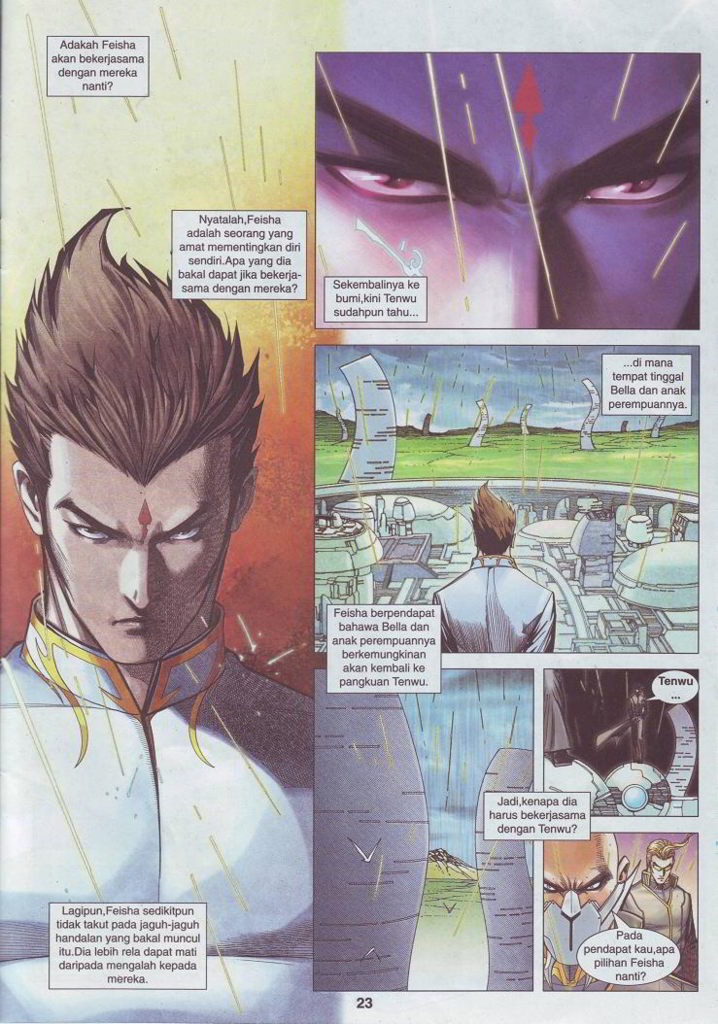 Adakah Feisha
akan bekerjasama
dengan mereka
nanti?
Nyatalah,Feisha
adalah seorang yang
amat mementingkan diri
sendiri.Apa yang dia
bakal dapat jika bekerja-
sama dengan mereka?
Lagipun,Feisha sedikitpun
tidak takut pada jaguh-jaguh
handalan yang bakal muncul
itu.Dia lebih rela dapat mati
daripada mengalah kepada
mereka.
Sekembalinya ke
bumi,kini Tenwu
sudahpun tahu...
...di mana
tempat tinggal
Bella dan anak
perempuannya.
Feisha berpendapat
bahawa Bella dan
anak perempuannya
berkemungkinan
akan kembali ke
pangkuan Tenwu.
Tenwu
...
Jadi,kenapa dia
harus bekerjasama
dengan Tenwu?
Pada
pendapat kau,apa
pilihan Feisha
nanti?
23